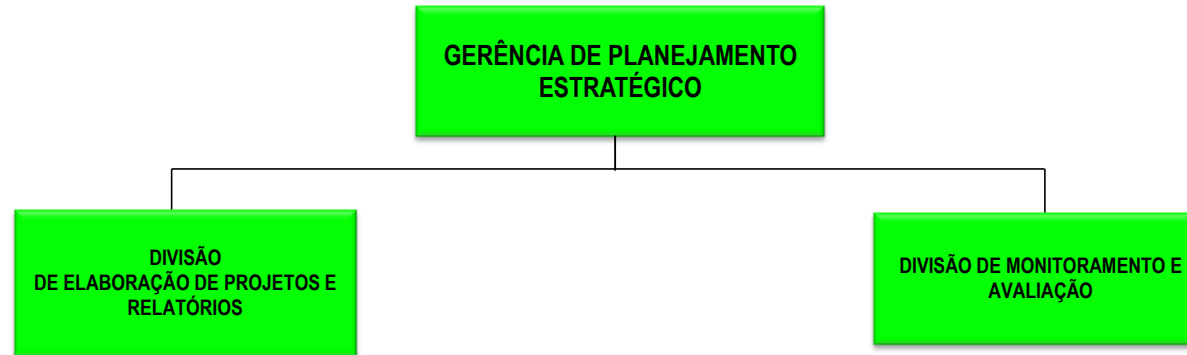 GERÊNCIA DE PLANEJAMENTO
ESTRATÉGICO
DIVISÃO
DE ELABORAÇÃO DE PROJETOS E
RELATÓRIOS
DIVISÃO DE MONITORAMENTO E
AVALIAÇÃO